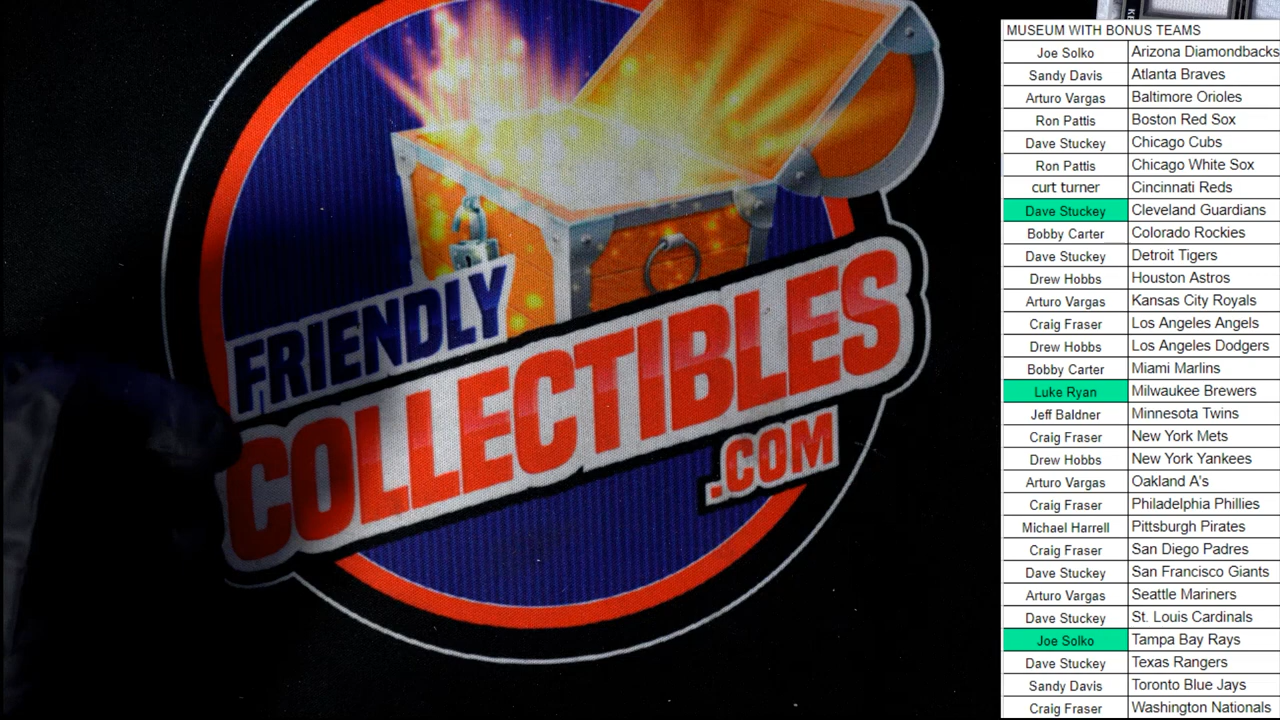 FRIENDLY
COLLECTIBLES
.COM
MUSEUM WITH BONUS TEAMS
Joe Solko Arizona Diamondbacks
Sandy Davis Atlanta Braves
Arturo Vargas Baltimore Orioles
Ron Pattis Boston Red Sox
Dave Stuckey Chicago Cubs
Ron Pattis Chicago White Sox
curt turner Cincinnati Reds
Dave Stuckey Cleveland Guardians
Bobby Carter Colorado Rockies
Dave Stuckey Detroit Tigers
Drew Hobbs Houston Astros
Arturo Vargas Kansas City Royals
Craig Fraser Los Angeles Angels
Drew Hobbs Los Angeles Dodgers
Bobby Carter Miami Marlins
Luke Ryan Milwaukee Brewers
Jeff Baldner Minnesota Twins
Craig Fraser New York Mets
Drew Hobbs New York Yankees
Arturo Vargas Oakland A's
Craig Fraser Philadelphia Phillies
Michael Harrell Pittsburgh Pirates
Craig Fraser San Diego Padres
Dave Stuckey San Francisco Giants
Arturo Vargas Seattle Mariners
Dave Stuckey St. Louis Cardinals
Joe Solko Tampa Bay Rays
Dave Stuckey Texas Rangers
Sandy Davis Toronto Blue Jays
Craig Fraser Washington Nationals